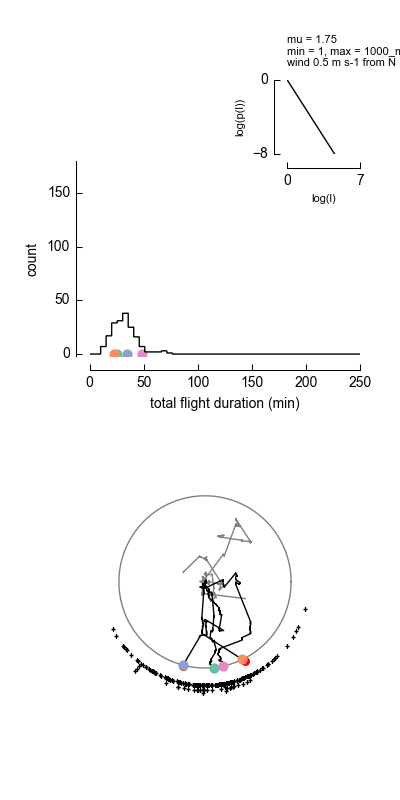 mu = 1.75
min = 1, max = 1000_m
wind 0.5 m s-1 from N
0
log(p(l))
−8
0
7
log(l)
150
100
50
0
count
0
50
100
150
200
250
total flight duration (min)